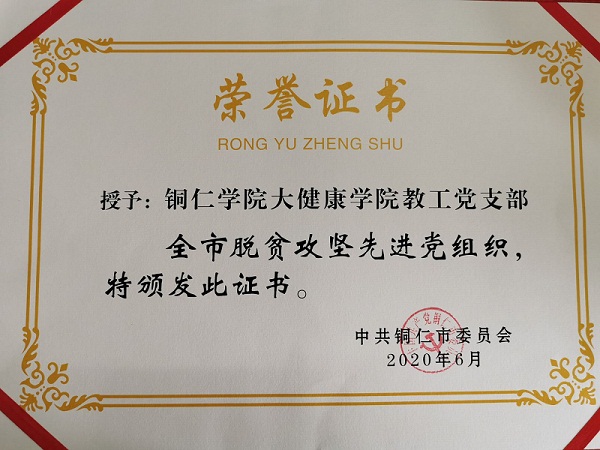 荣誉证书
RONG YU ZHENG SHU
授予：铜仁学院大健康学院教工党支部
全市脱贫攻坚先进党组织，
特颁发此证书。
中共铜仁市委员会
2020年6月